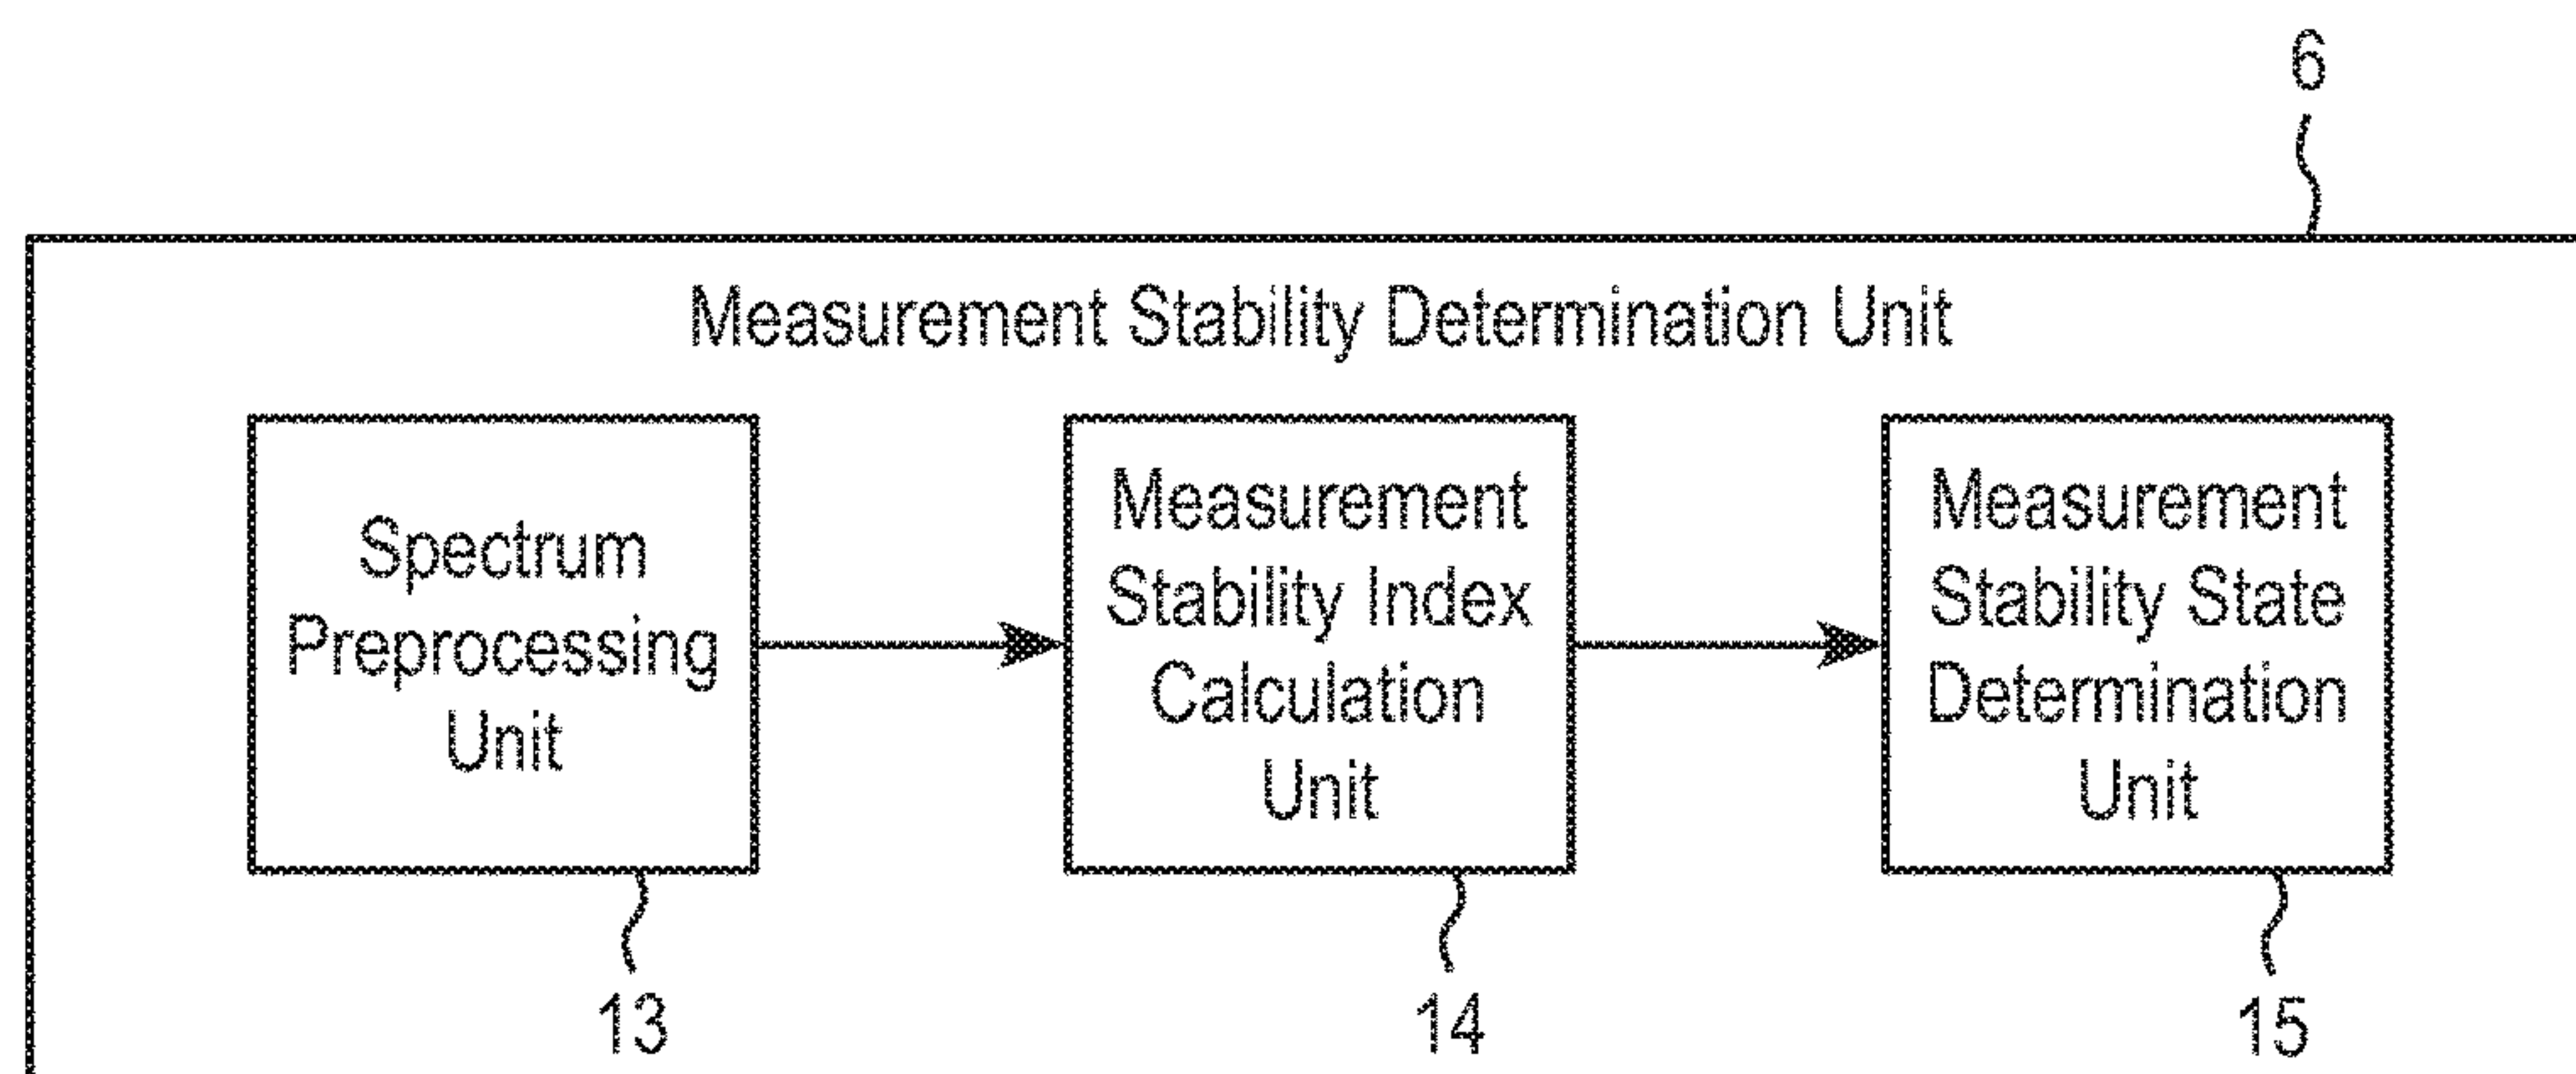 6
Measurement Stability Determination Unit
Spectrum
Preprocessing
Unit
Measurement
Stability Index
Calculation
Unit
Measurement
Stability State
Determination
Unit
13
14
15